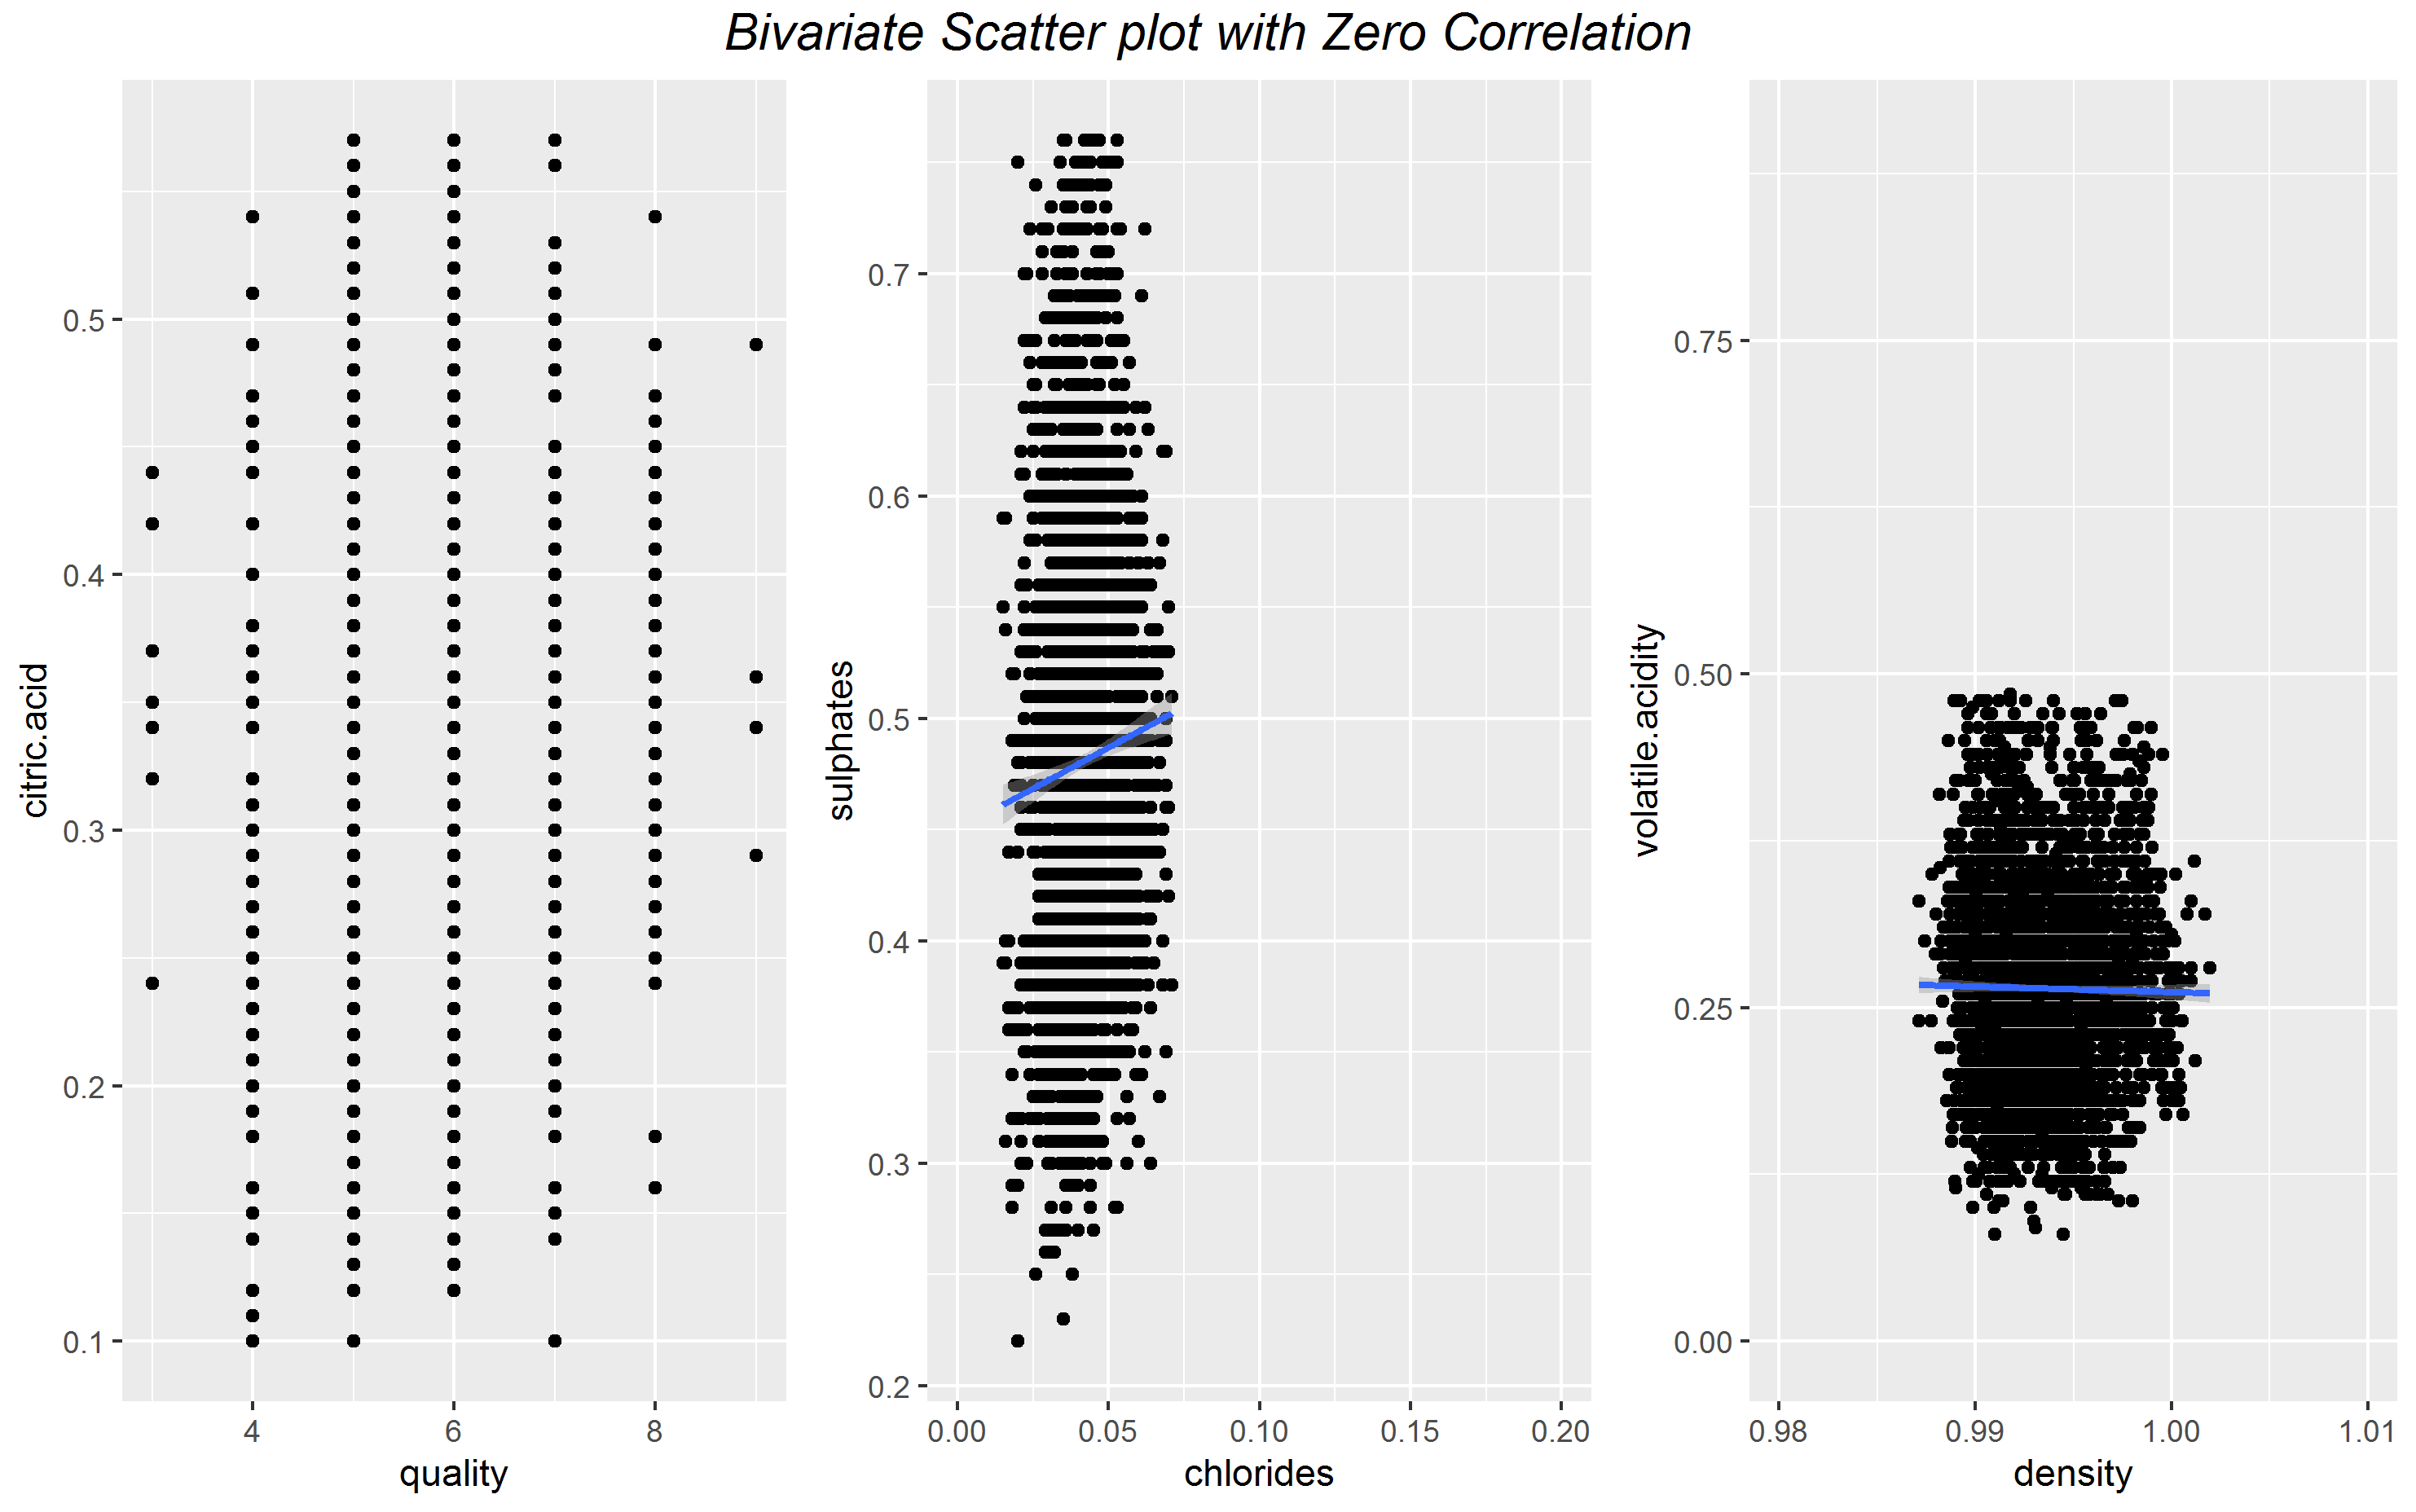 Bivariate Scatter plot with Zero Correlation
citric.acid
0.5
0.4
0.3
0.2
0.1
4 6 8
quality
sulphates
0.7
0.6
0.5
0.4
0.3
0.2
0.00 0.05 0.10 0.15 0.20
chlorides
volatile.acidity
0.75
0.50
0.25
0.00
0.98 0.99 1.00 1.01
density